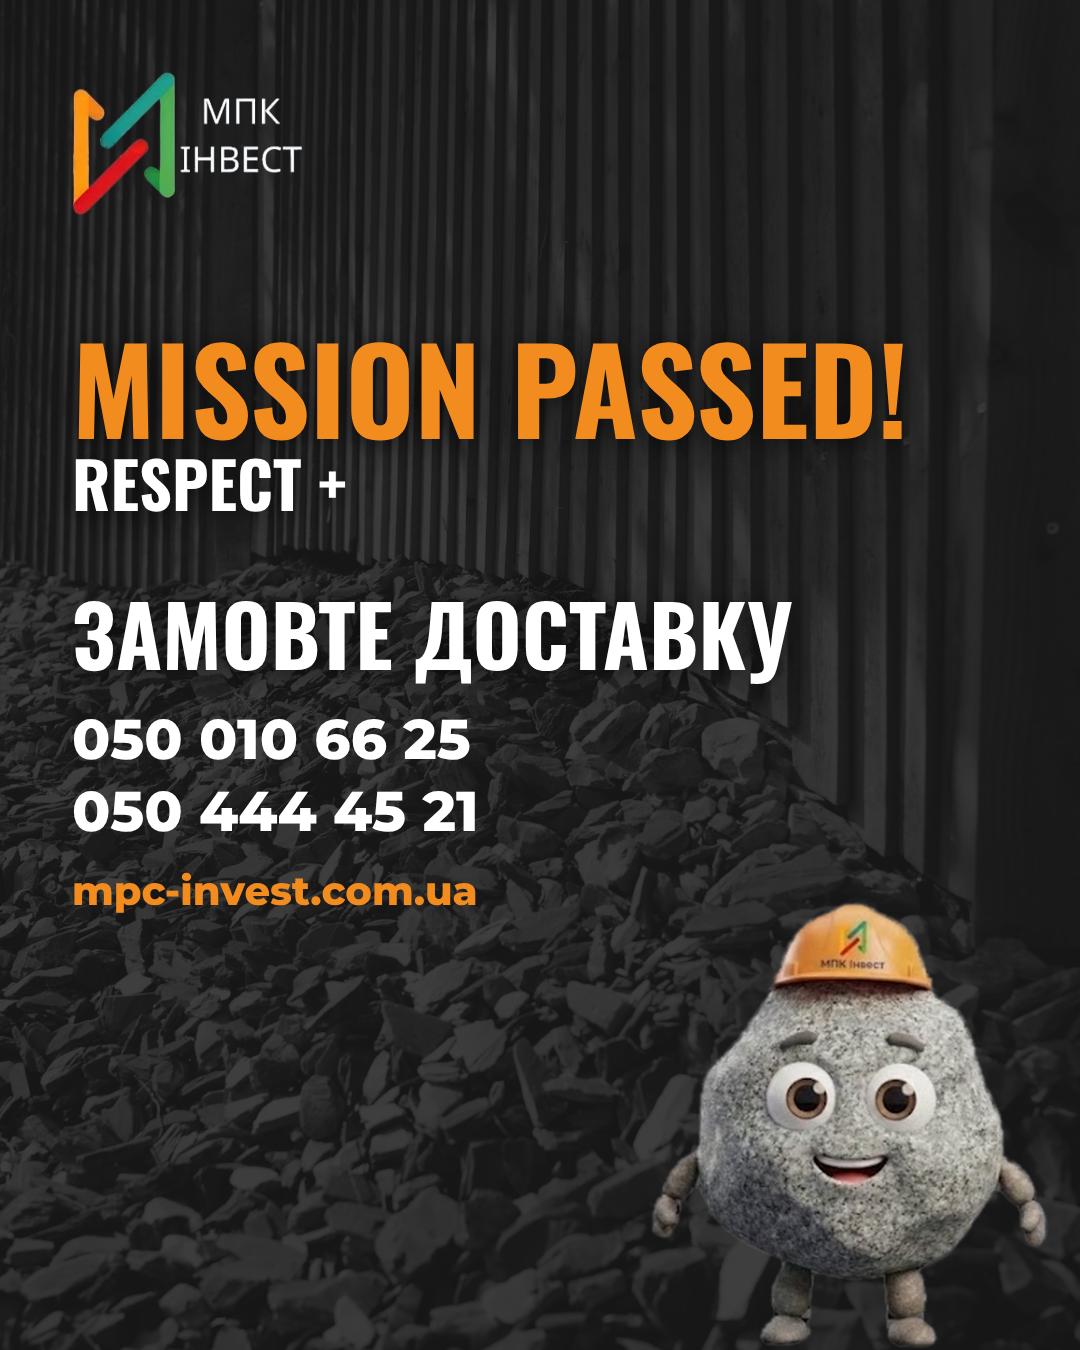 МПК
ІНВЕСТ
MISSION PASSED!
RESPECT +
ЗАМОВТЕ ДОСТАВКУ
050 010 66 25
050 444 45 21
mpc-invest.com.ua
МПК Інвест